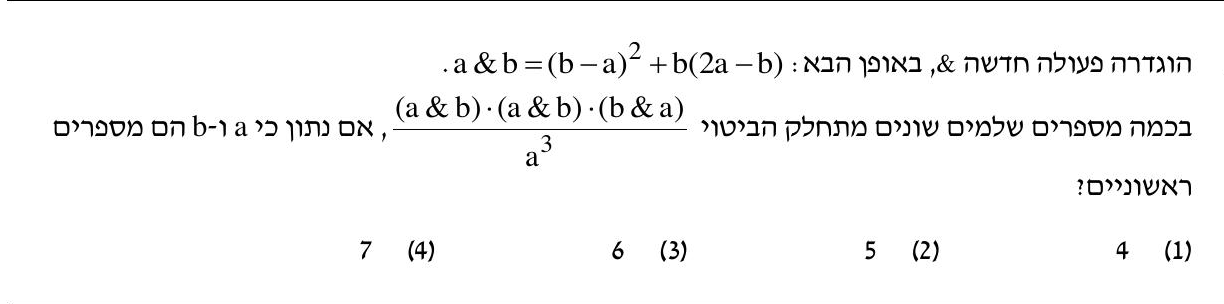 הוגדרה פעולה חדשה &, באופן הבא: a & b = (b − a)² + b(2a − b).
בכמה מספרים שלמים שונים מתחלק הביטוי (a & b) · (a & b) · (b & a) / a³, אם נתון כי a ו-b הם מספרים
ראשוניים?
(1) 4 (2) 5 (3) 6 (4) 7